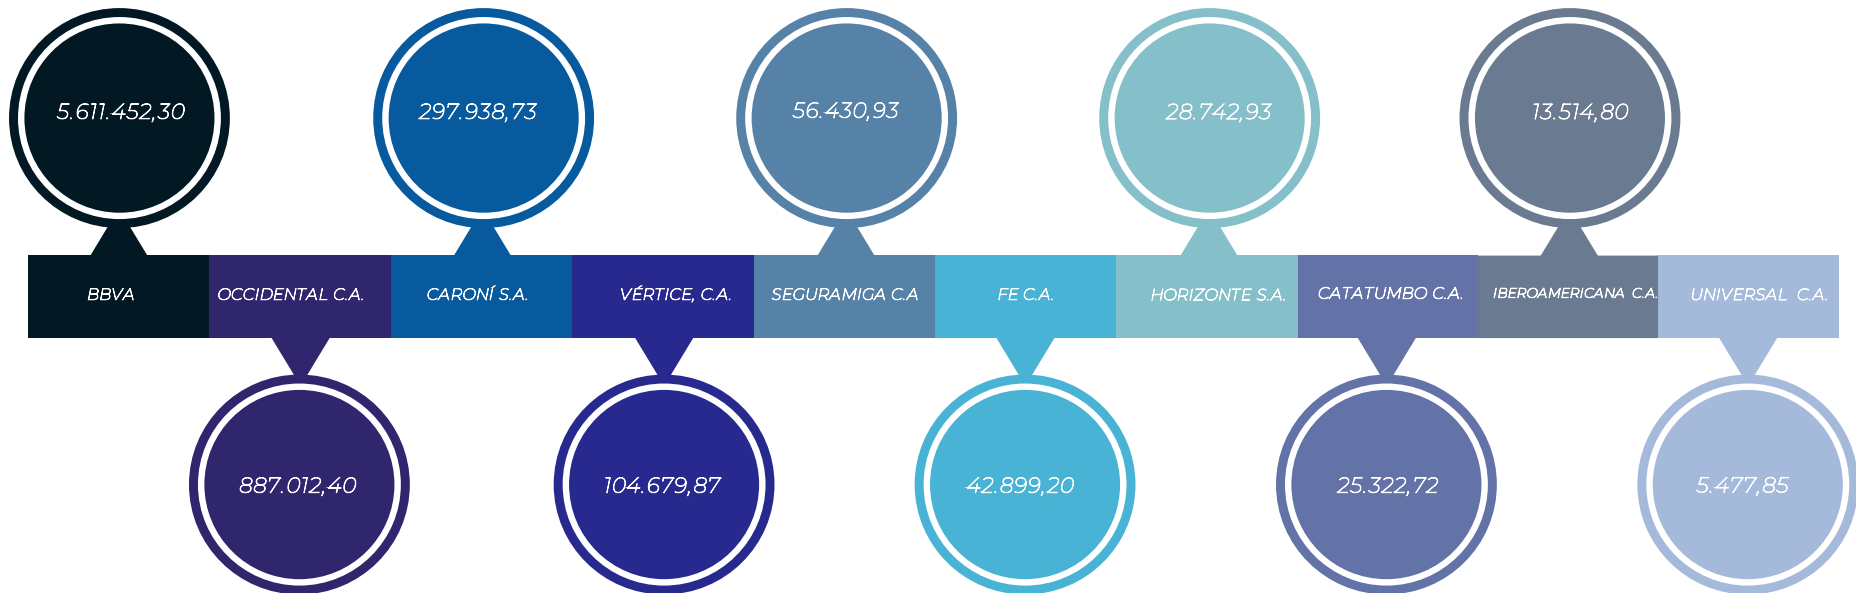 5.611.452,30
297.938,73
56.430,93
28.742,93
13.514,80
BBVA
OCCIDENTAL C.A.
CARONÍ S.A.
VÉRTICE, C.A.
SEGURAMIGA C.A
FE C.A.
HORIZONTE S.A.
CATATUMBO C.A.
IBEROAMERICANA C.A.
UNIVERSAL C.A.
887.012,40
104.679,87
42.899,20
25.322,72
5.477,85